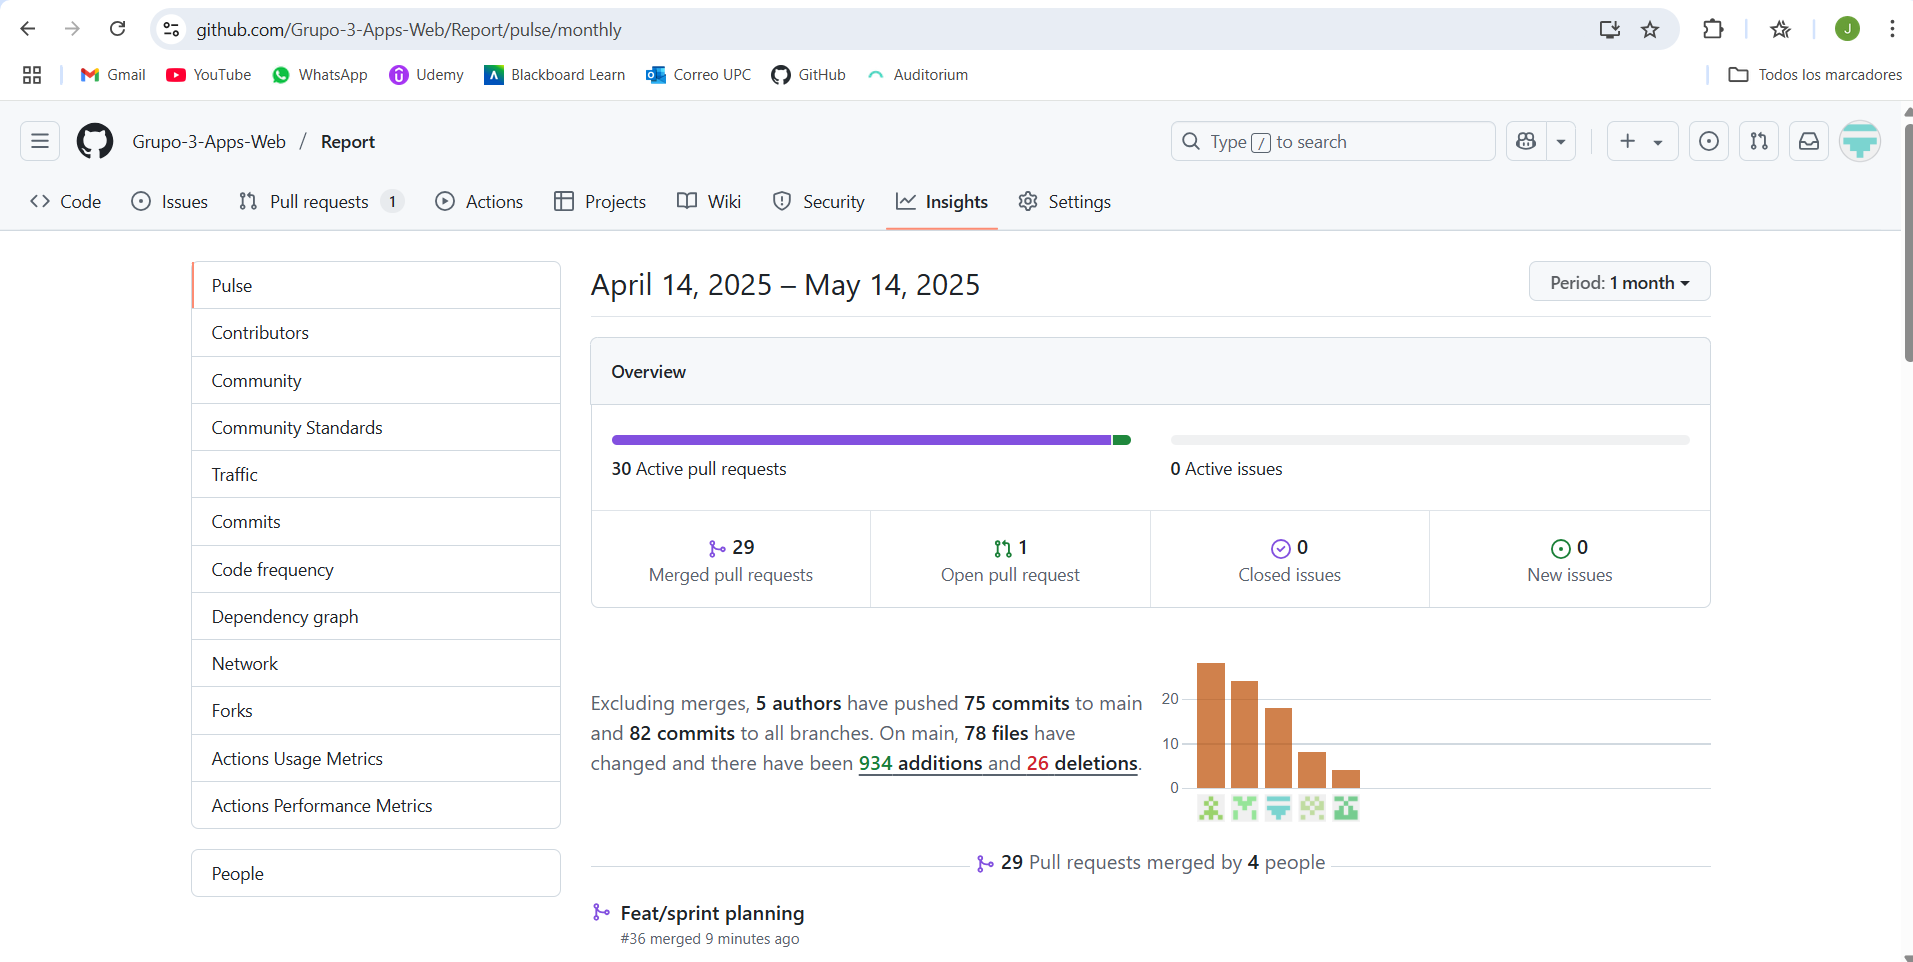 github.com/Grupo-3-Apps-Web/Report/pulse/monthly
J
Gmail
YouTube
WhatsApp
Udemy
Blackboard Learn
Correo UPC
GitHub
Auditorium
Todos los marcadores
Grupo-3-Apps-Web / Report
Type / to search
Code
Issues
Pull requests 1
Actions
Projects
Wiki
Security
Insights
Settings
Pulse
Contributors
Community
Community Standards
Traffic
Commits
Code frequency
Dependency graph
Network
Forks
Actions Usage Metrics
Actions Performance Metrics
People
April 14, 2025 – May 14, 2025
Period: 1 month
Overview
30 Active pull requests
0 Active issues
29
Merged pull requests
1
Open pull request
0
Closed issues
0
New issues
Excluding merges, 5 authors have pushed 75 commits to main
and 82 commits to all branches. On main, 78 files have
changed and there have been 934 additions and 26 deletions.
20
10
0
29 Pull requests merged by 4 people
Feat/sprint planning
#36 merged 9 minutes ago